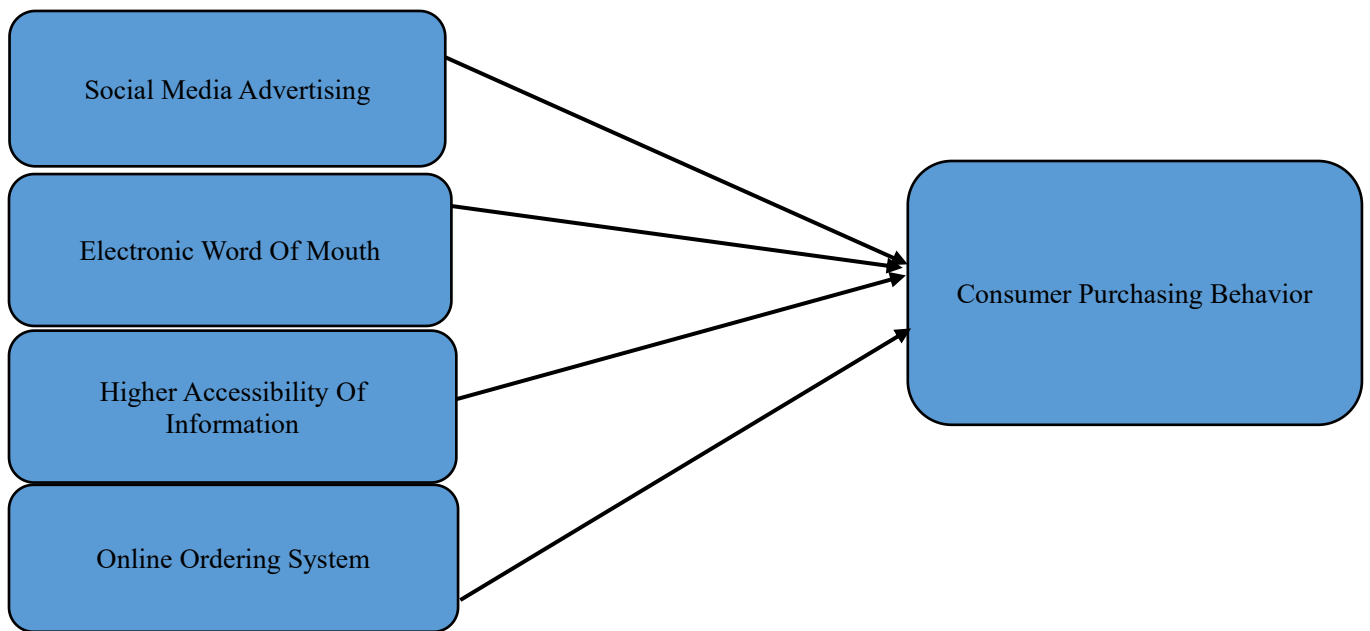 Social Media Advertising
Electronic Word Of Mouth
Higher Accessibility Of
Information
Online Ordering System
Consumer Purchasing Behavior